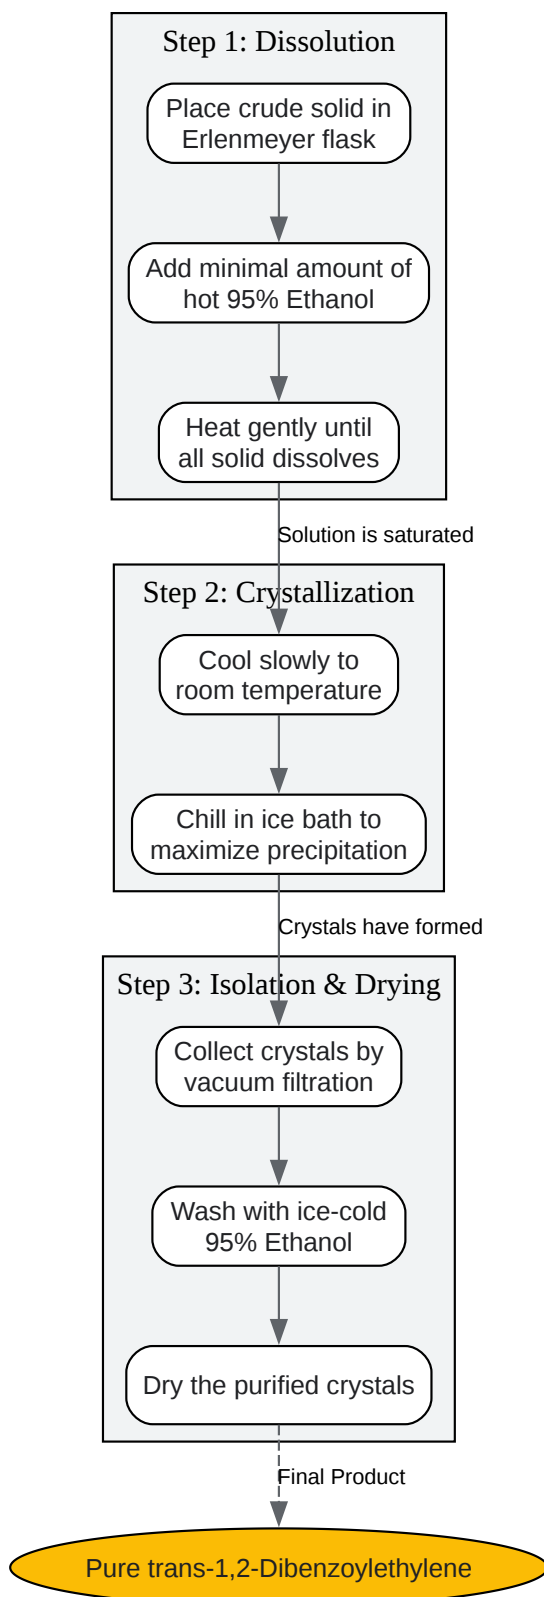 Step 1: Dissolution
Place crude solid in
Erlenmeyer flask
Add minimal amount of
hot 95% Ethanol
Heat gently until
all solid dissolves
Solution is saturated
Step 2: Crystallization
Cool slowly to
room temperature
Chill in ice bath to
maximize precipitation
Crystals have formed
Step 3: Isolation & Drying
Collect crystals by
vacuum filtration
Wash with ice-cold
95% Ethanol
Dry the purified crystals
Final Product
Pure trans-1,2-Dibenzoylethylene